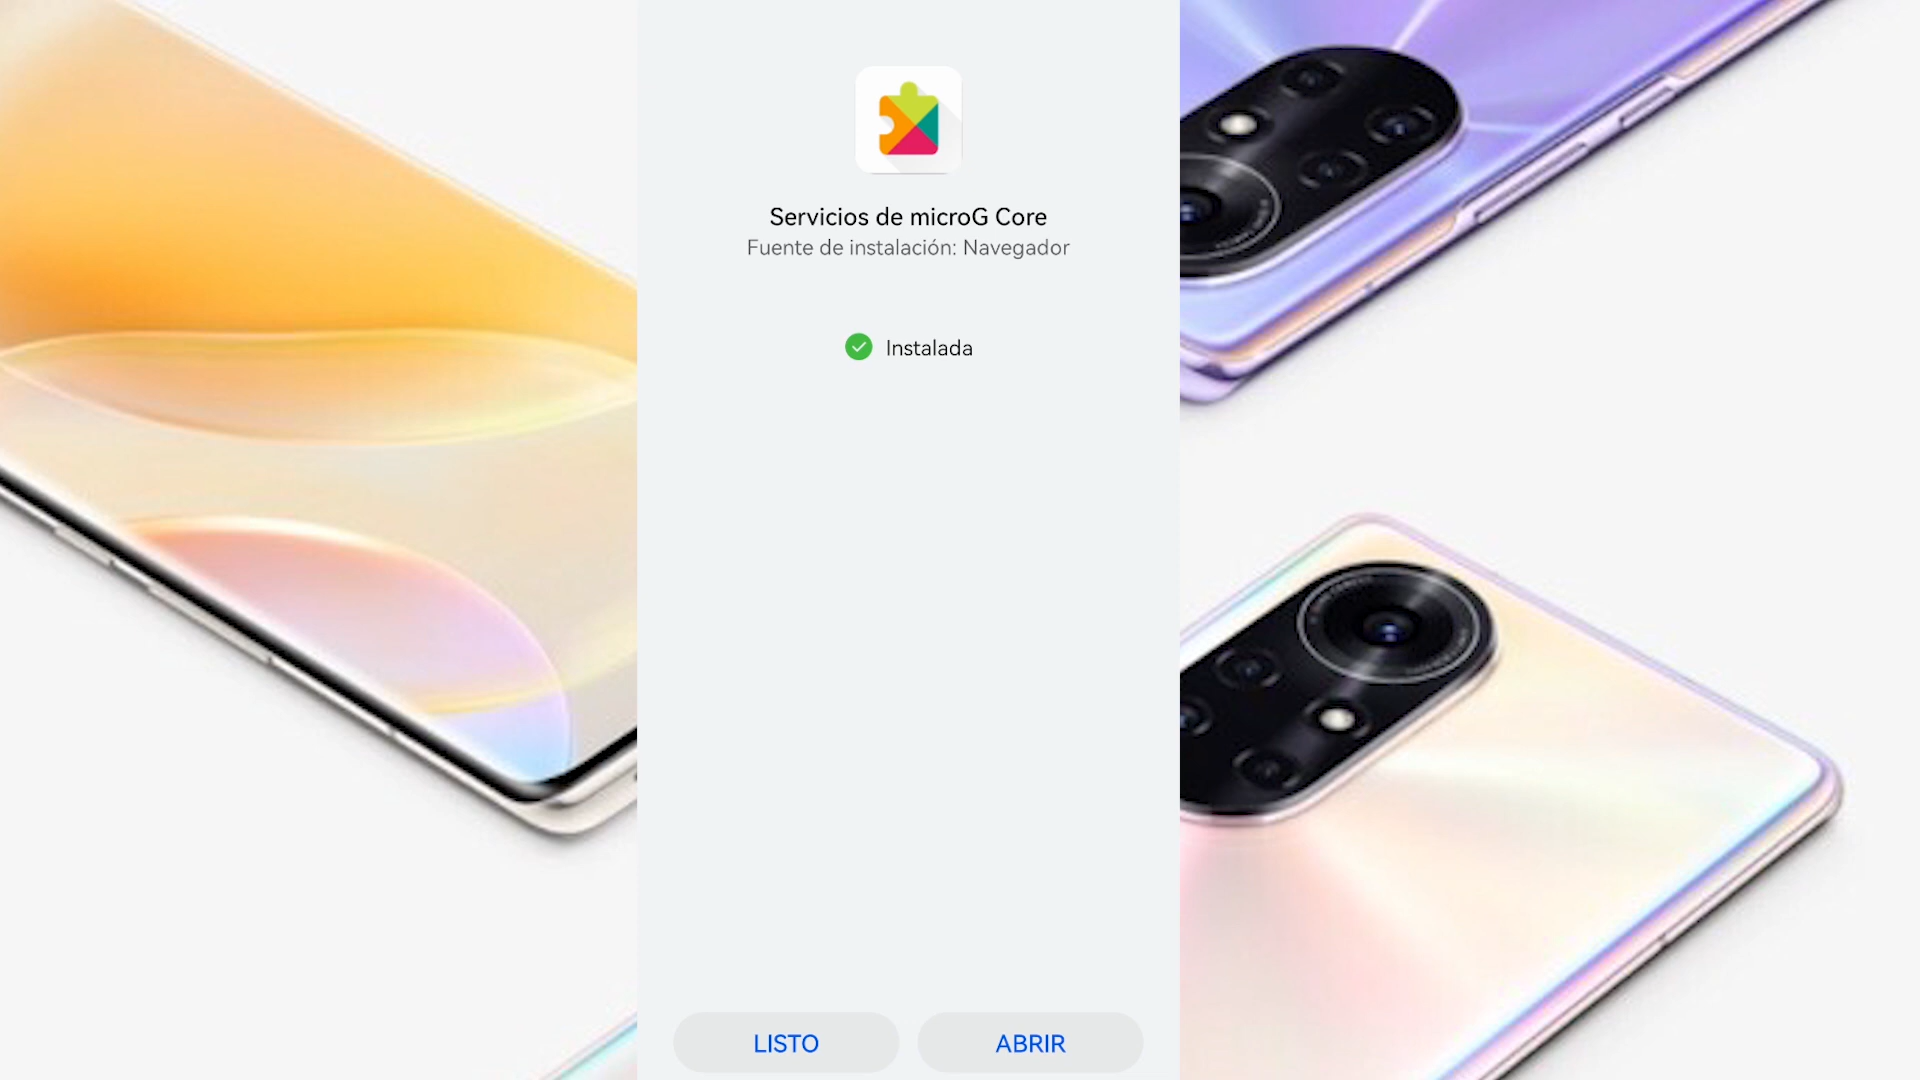 Servicios de microG Core
Fuente de instalación: Navegador
Instalada
LISTO
ABRIR